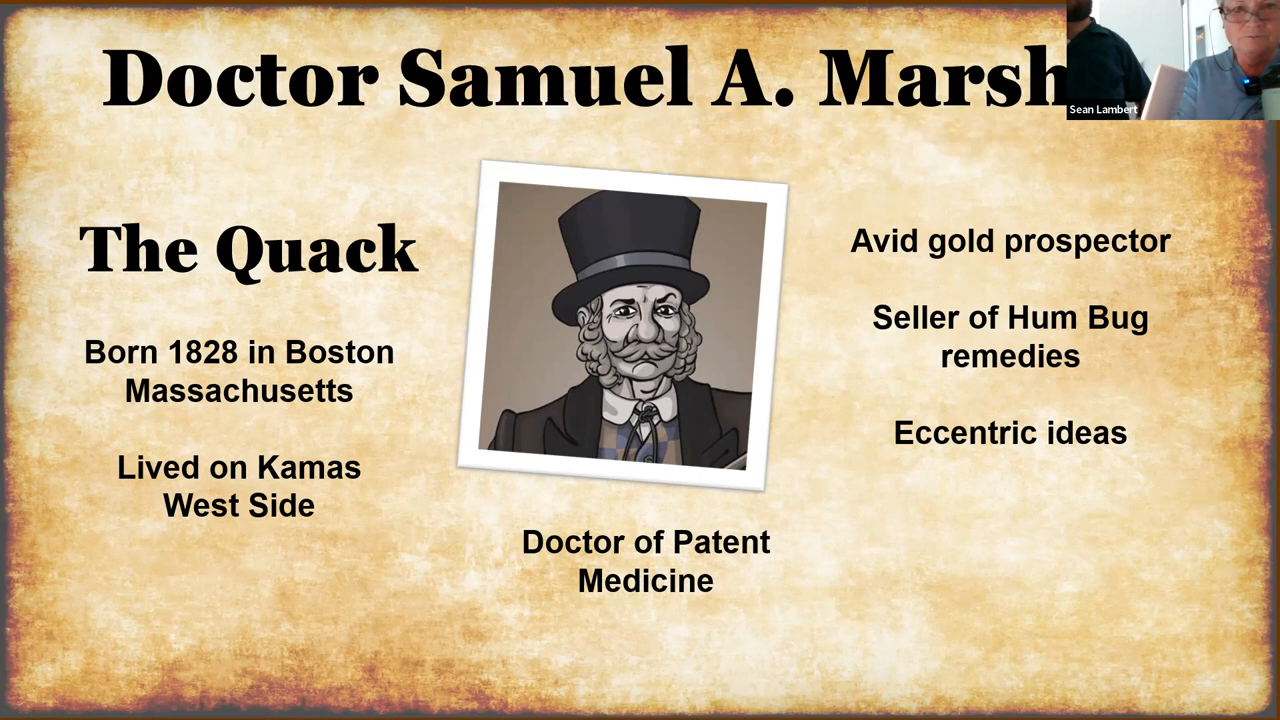 Doctor Samuel A. Marsh
Sean Lambert
The Quack
Born 1828 in Boston
Massachusetts
Lived on Kamas
West Side
Doctor of Patent
Medicine
Avid gold prospector
Seller of Hum Bug
remedies
Eccentric ideas